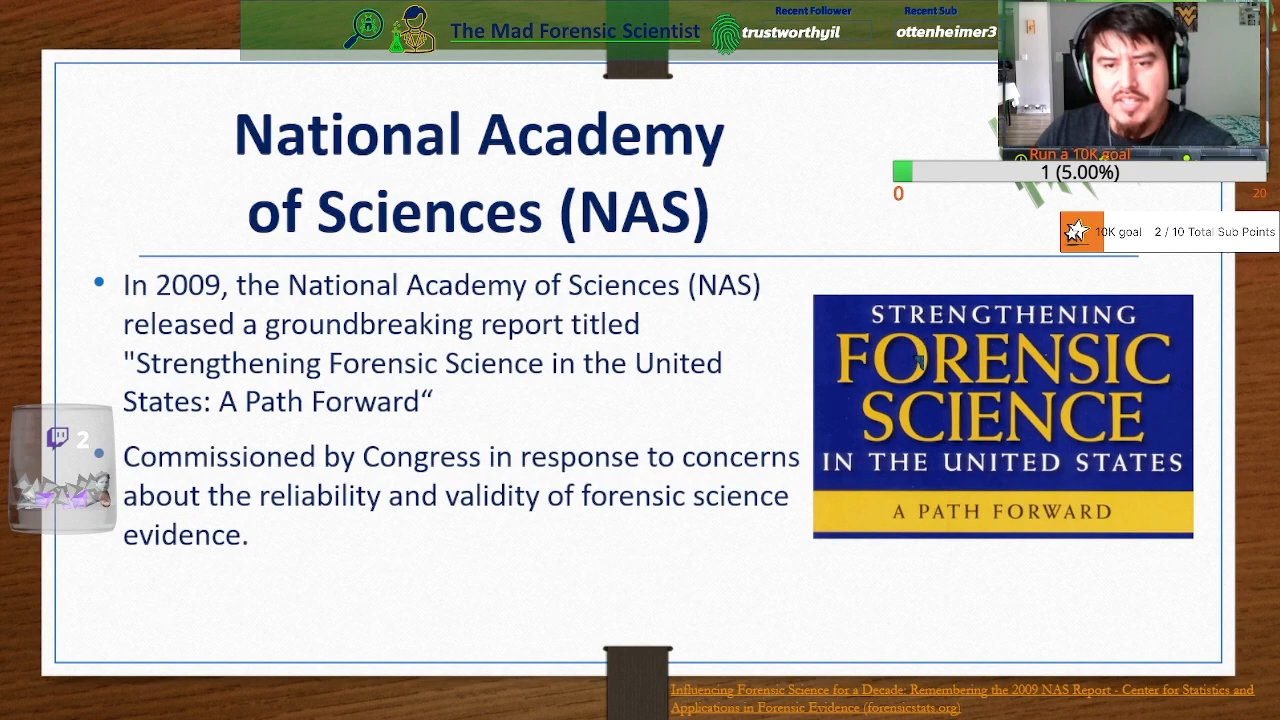 The Mad Forensic Scientist
Recent Follower
trustworthyil
Recent Sub
ottenheimer3
Run a 10K goal
1 (5.00%)
0
20
10K goal 2 / 10 Total Sub Points
National Academy
of Sciences (NAS)
• In 2009, the National Academy of Sciences (NAS)
released a groundbreaking report titled
"Strengthening Forensic Science in the United
States: A Path Forward“
• Commissioned by Congress in response to concerns
about the reliability and validity of forensic science
evidence.
2
STRENGTHENING
FORENSIC
SCIENCE
IN THE UNITED STATES
A PATH FORWARD
Influencing Forensic Science for a Decade: Remembering the 2009 NAS Report - Center for Statistics and
Applications in Forensic Evidence (forensicstats.org)